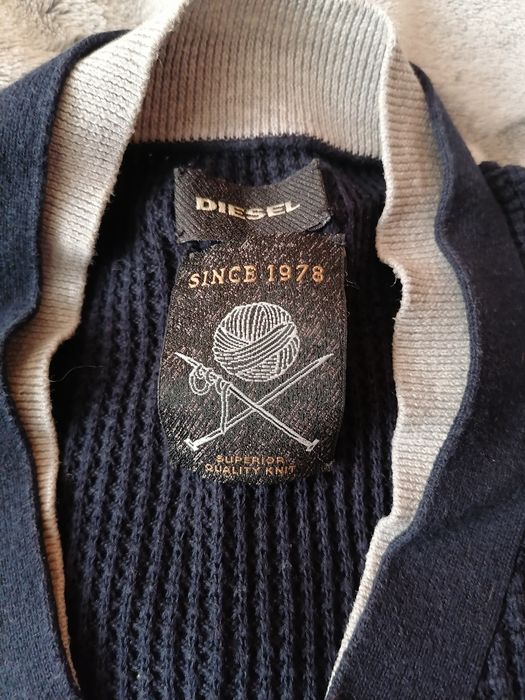 DIESEL
SINCE 1978
SUPERIOR
QUALITY KNIT